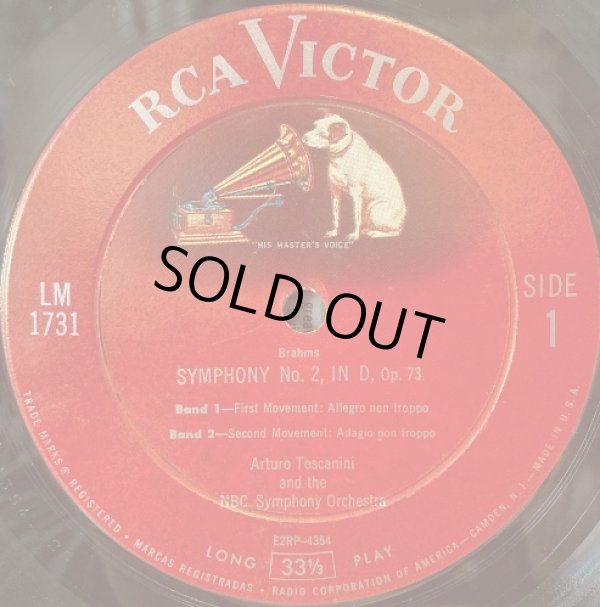 RCA VICTOR
"HIS MASTER'S VOICE"
SOLD OUT
LM
1731
SIDE
1
Brahms
SYMPHONY No. 2, IN D, Op. 73
Band 1—First Movement: Allegro non troppo
Band 2—Second Movement: Adagio non troppo
Arturo Toscanini
and the
NBC Symphony Orchestra
E2RP-4354
LONG 33⅓ PLAY
TRADE MARKS ® REGISTERED • MARCAS REGISTRADAS • RADIO CORPORATION OF AMERICA—CAMDEN, N.J.—MADE IN U.S.A.